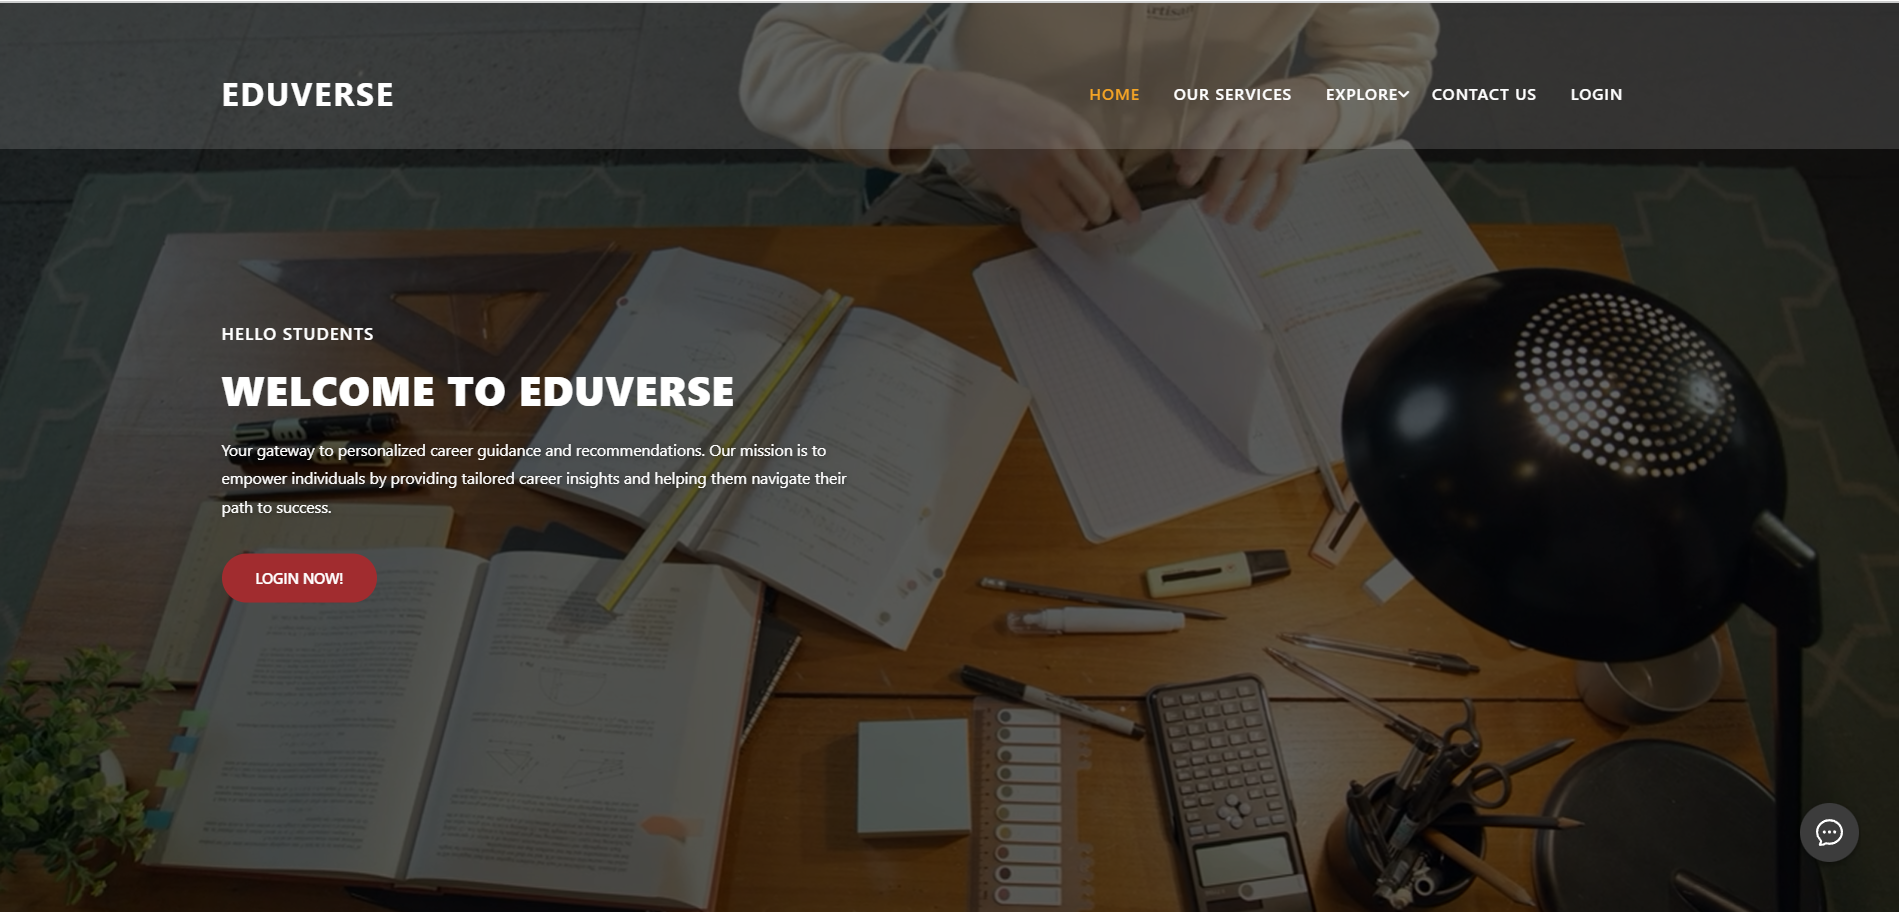 EDUVERSE
HOME OUR SERVICES EXPLORE CONTACT US LOGIN
HELLO STUDENTS
WELCOME TO EDUVERSE
Your gateway to personalized career guidance and recommendations. Our mission is to
empower individuals by providing tailored career insights and helping them navigate their
path to success.
LOGIN NOW!